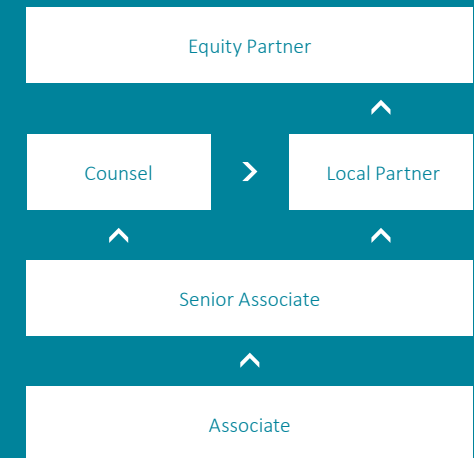 Equity Partner
Counsel
Local Partner
Senior Associate
Associate